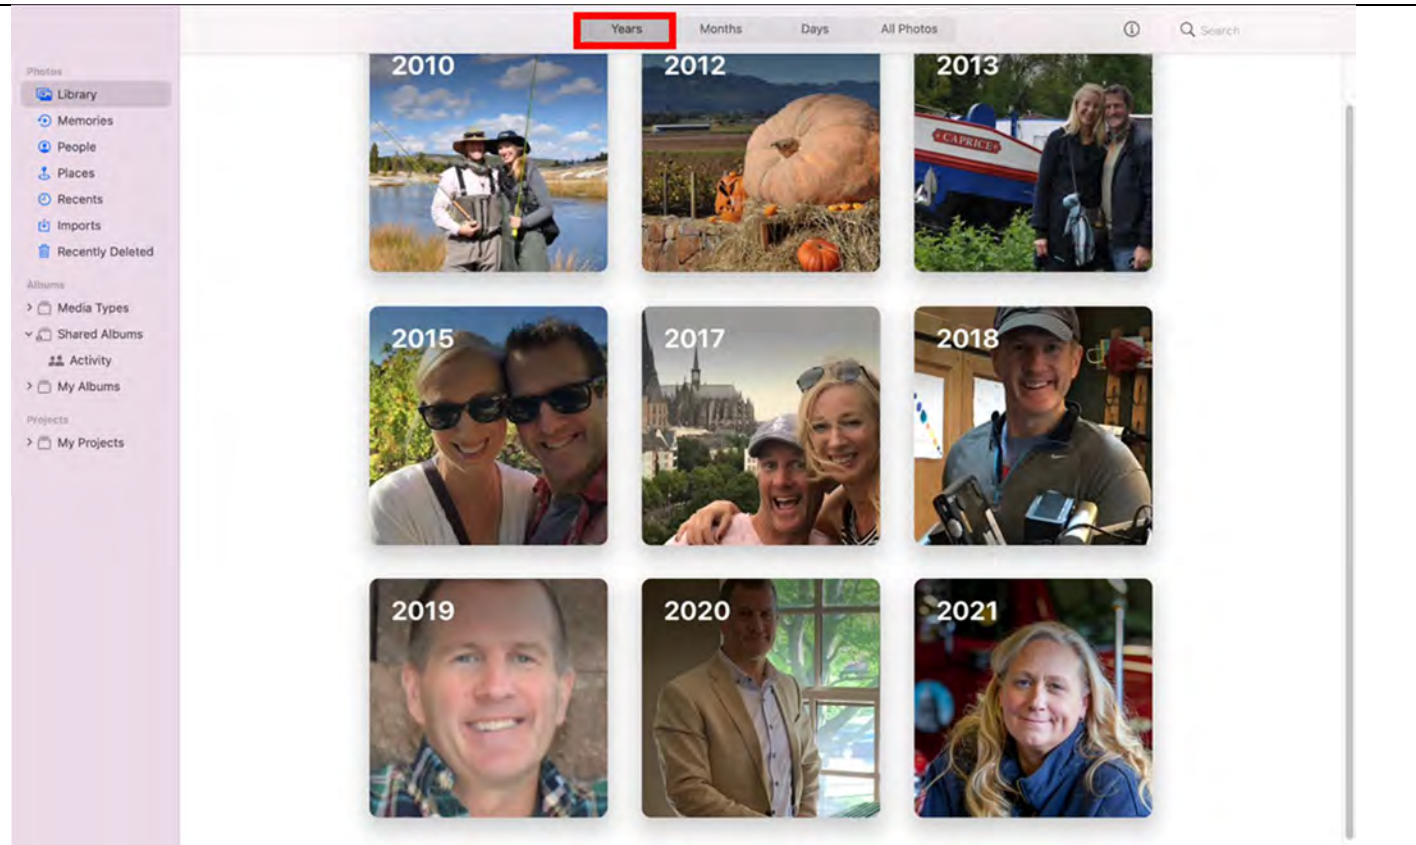 Years Months Days All Photos
Search
Photos
Library
Memories
People
Places
Recents
Imports
Recently Deleted
Albums
Media Types
Shared Albums
Activity
My Albums
Projects
My Projects
2010 2012 2013
CAPRICE
2015 2017 2018
2019 2020 2021